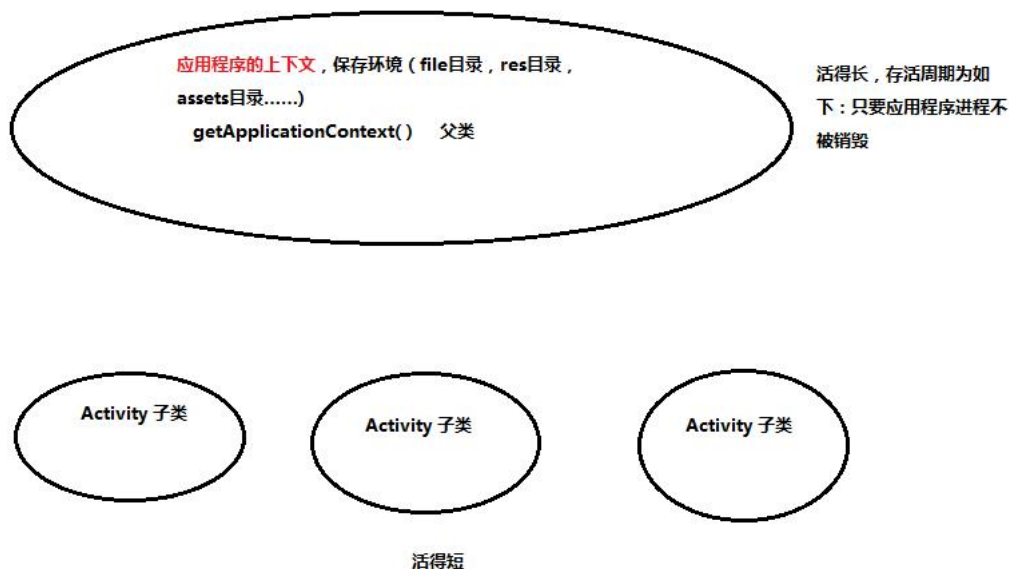 应用程序的上下文，保存环境（file目录，res目录，
assets目录......)
getApplicationContext( ) 父类
活得长，存活周期为如
下：只要应用程序进程不
被销毁
Activity 子类
Activity 子类
Activity 子类
活得短